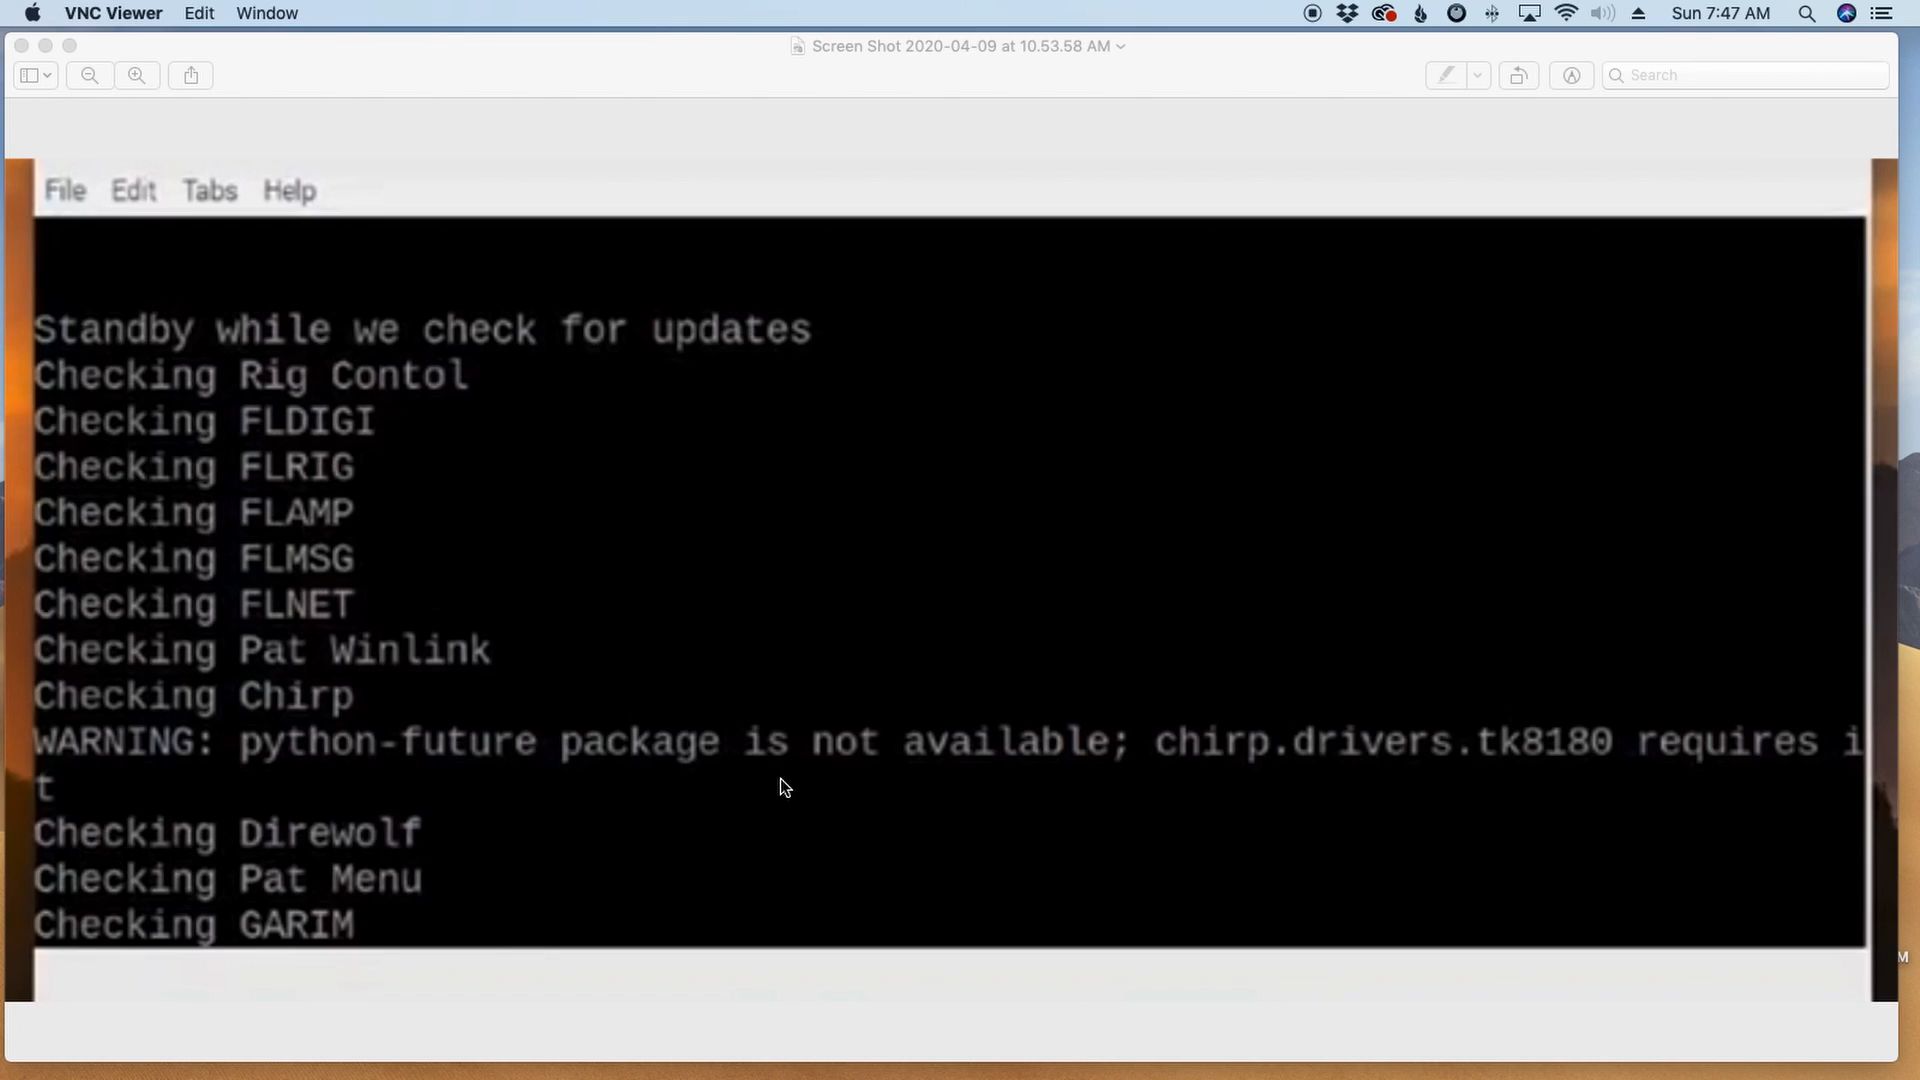 VNC Viewer Edit Window Sun 7:47 AM
Screen Shot 2020-04-09 at 10.53.58 AM
Search
File Edit Tabs Help
Standby while we check for updates
Checking Rig Contol
Checking FLDIGI
Checking FLRIG
Checking FLAMP
Checking FLMSG
Checking FLNET
Checking Pat Winlink
Checking Chirp
WARNING: python-future package is not available; chirp.drivers.tk8180 requires i
t
Checking Direwolf
Checking Pat Menu
Checking GARIM
M